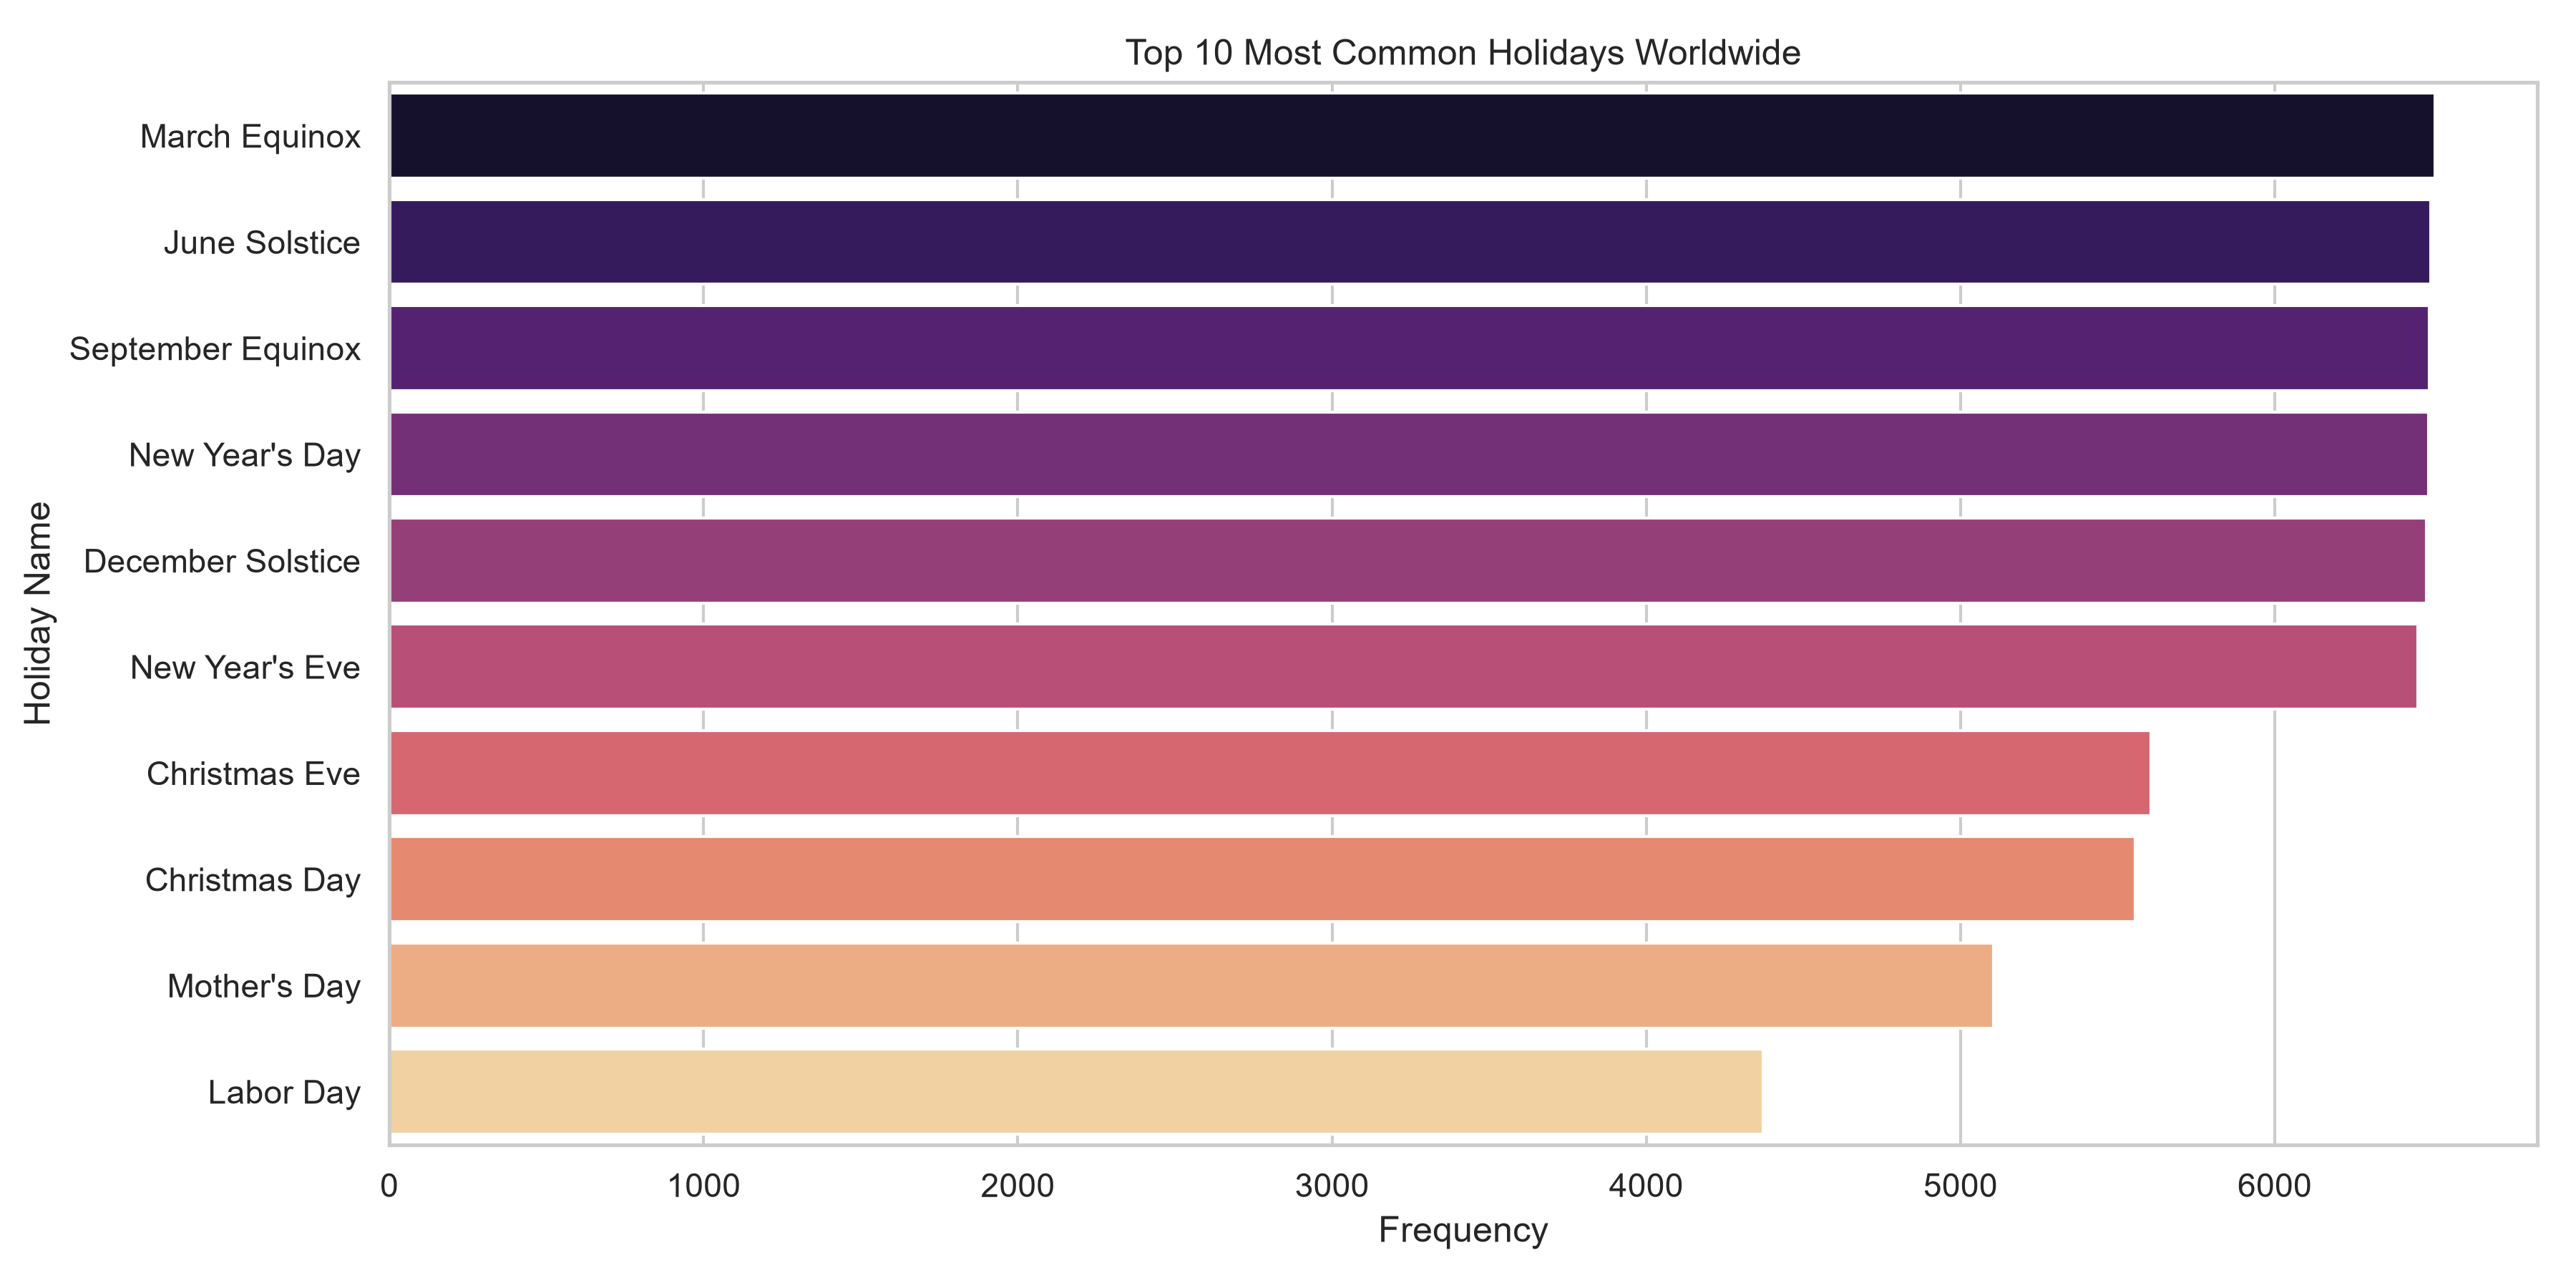 Top 10 Most Common Holidays Worldwide
Holiday Name
March Equinox
June Solstice
September Equinox
New Year's Day
December Solstice
New Year's Eve
Christmas Eve
Christmas Day
Mother's Day
Labor Day
0 1000 2000 3000 4000 5000 6000
Frequency